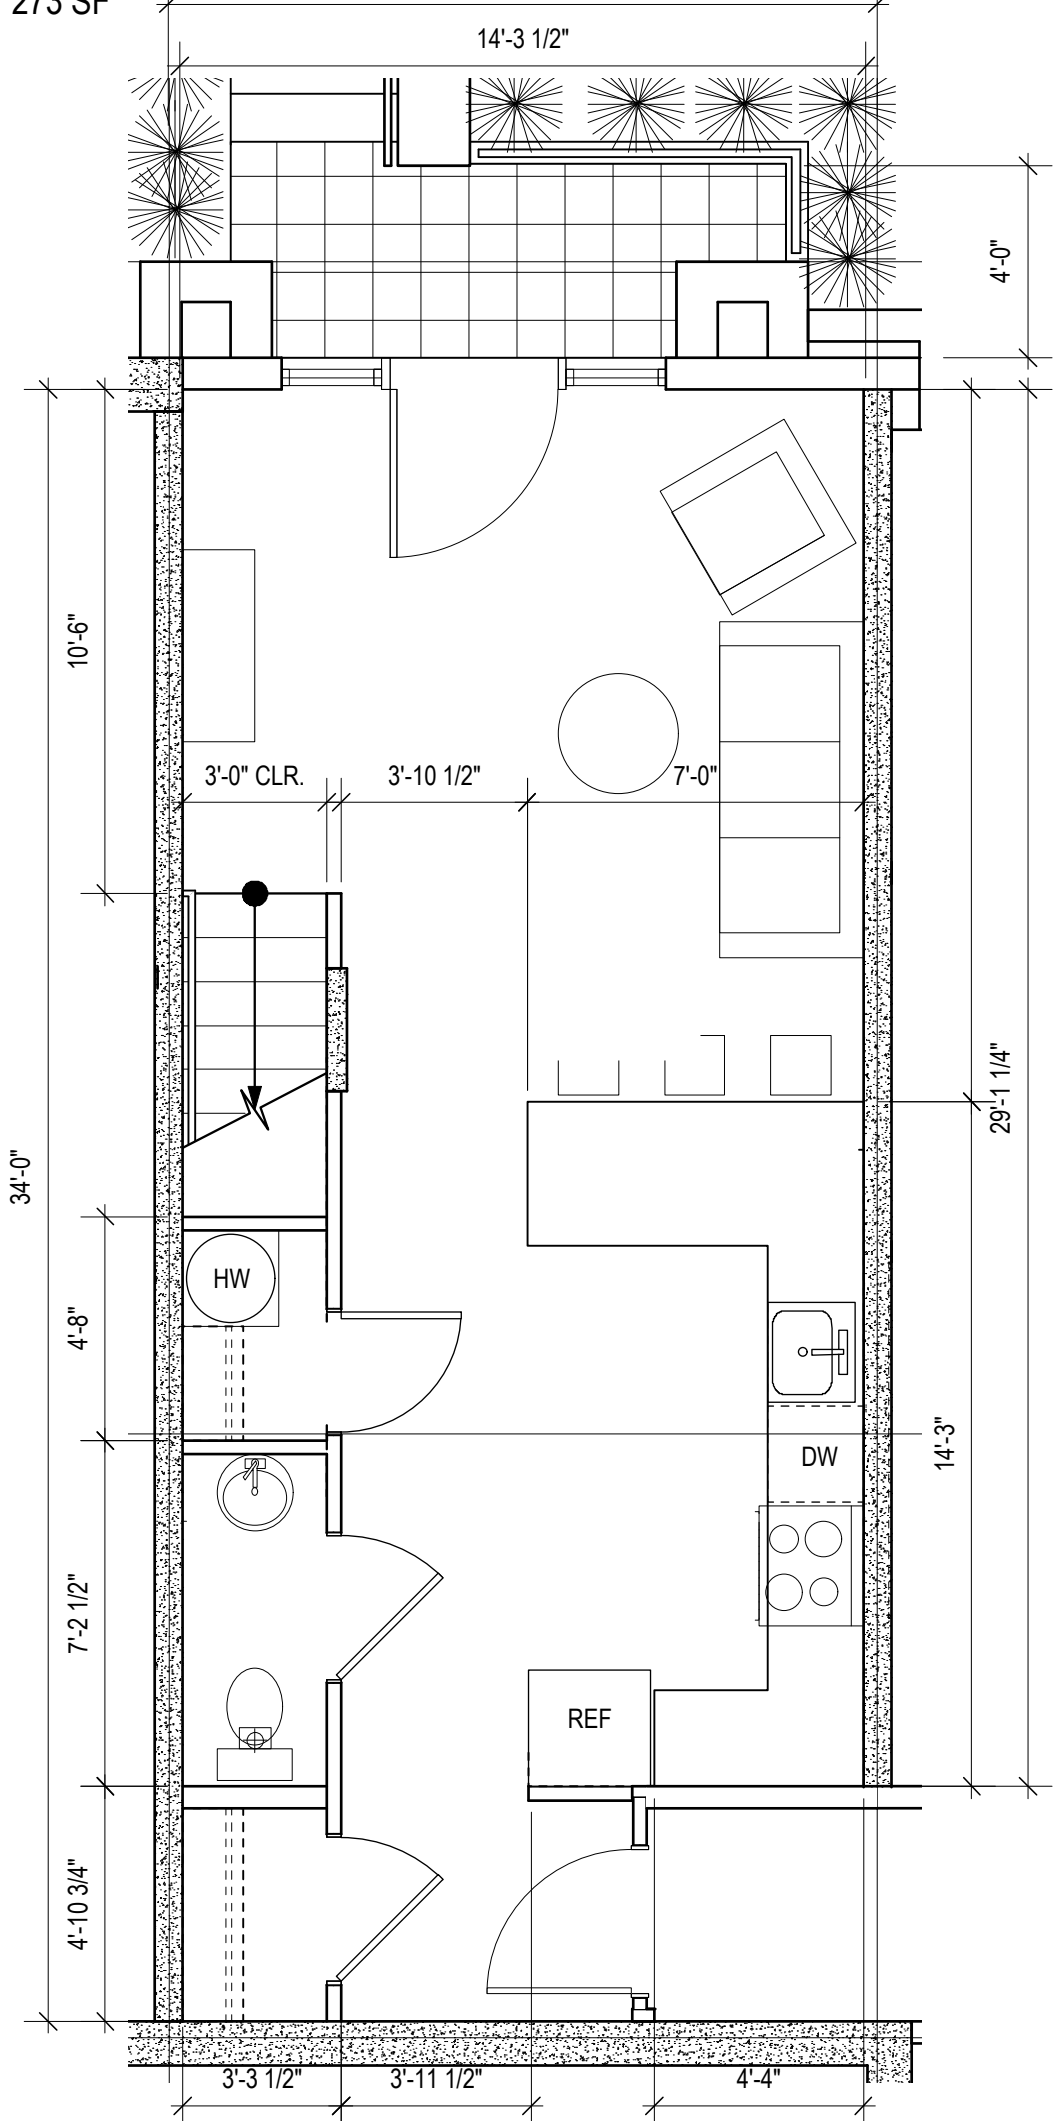 273 SF
14'-3 1/2"
4'-0"
10'-6"
3'-0" CLR.
3'-10 1/2"
7'-0"
29'-1 1/4"
34'-0"
HW
4'-8"
14'-3"
DW
7'-2 1/2"
REF
4'-10 3/4"
3'-3 1/2"
3'-11 1/2"
4'-4"